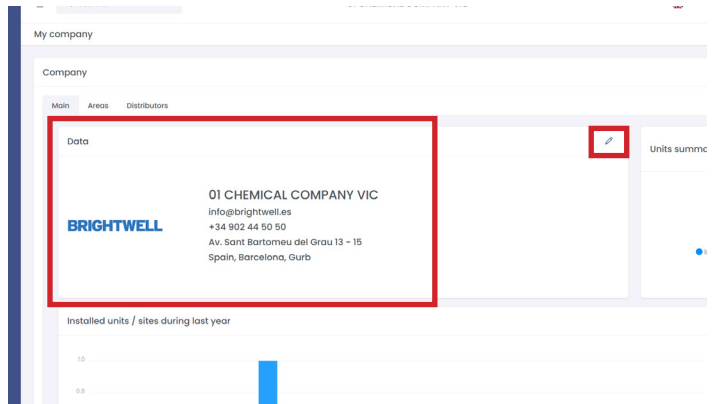 My company
Company
Main Areas Distributors
Data
Units summa
BRIGHTWELL
01 CHEMICAL COMPANY VIC
info@brightwell.es
+34 902 44 50 50
Av. Sant Bartomeu del Grau 13 - 15
Spain, Barcelona, Gurb
Installed units / sites during last year
1.0
0.8